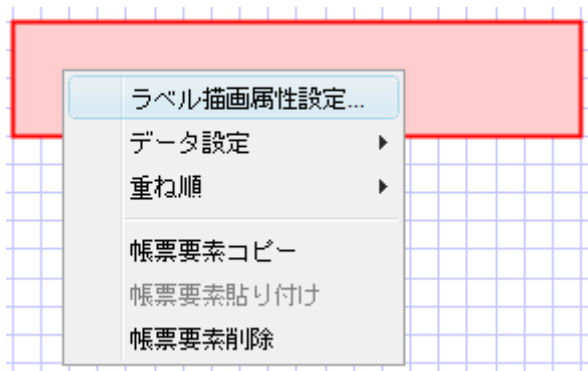 ラベル描画属性設定...
データ設定
重ね順
帳票要素コピー
帳票要素貼り付け
帳票要素削除